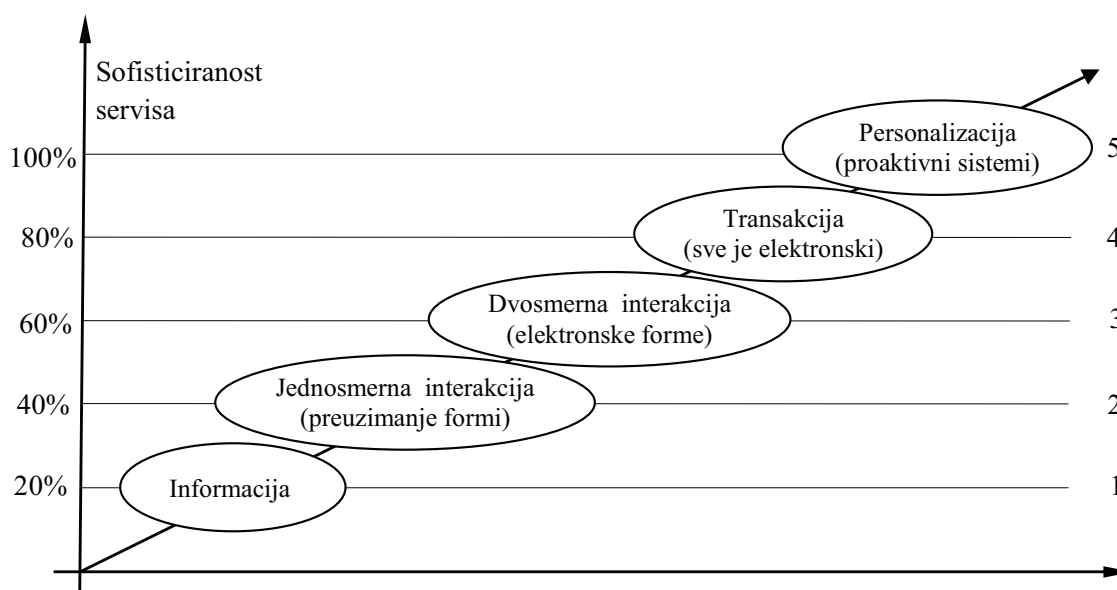 Sofisticiranost
servisa
100%
Personalizacija
(proaktivni sistemi)
5
80%
Transakcija
(sve je elektronski)
4
60%
Dvosmerna  interakcija
(elektronske forme)
3
40%
Jednosmerna  interakcija
(preuzimanje formi)
2
20%
Informacija
1